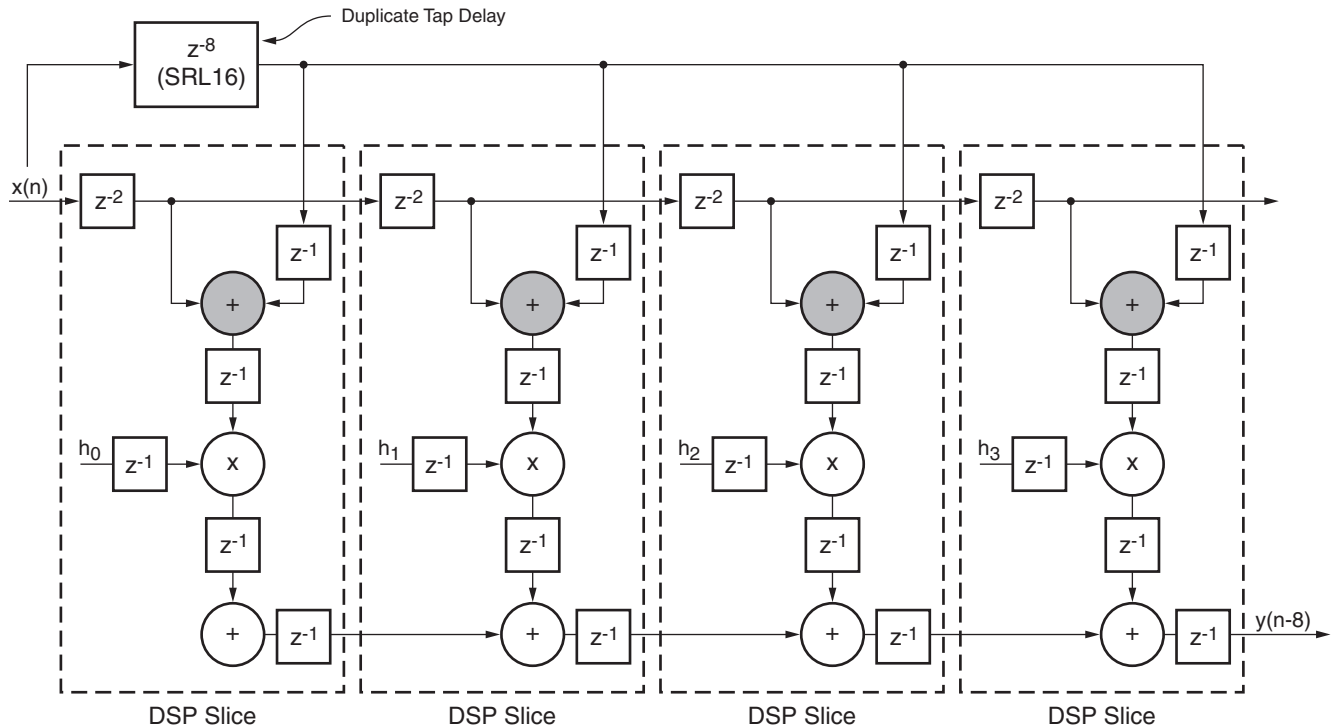 Duplicate Tap Delay
z-8
(SRL16)
x(n)
z-2
z-2
z-2
z-2
z-1
z-1
z-1
z-1
+
+
+
+
z-1
z-1
z-1
z-1
h0
z-1
x
h1
z-1
x
h2
z-1
x
h3
z-1
x
z-1
z-1
z-1
z-1
+
z-1
+
z-1
+
z-1
+
z-1
y(n-8)
DSP Slice
DSP Slice
DSP Slice
DSP Slice